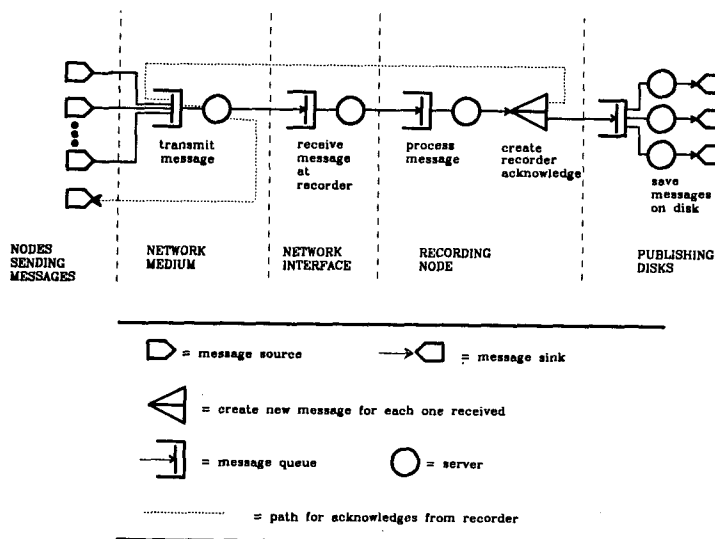 transmit
message
receive
message at
recorder
process
message
create
recorder
acknowledge
save
messages
on disk
NODES
SENDING
MESSAGES
NETWORK
MEDIUM
NETWORK
INTERFACE
RECORDING
NODE
PUBLISHING
DISKS
= message source
= message sink
= create new message for each one received
= message queue
= server
= path for acknowledges from recorder